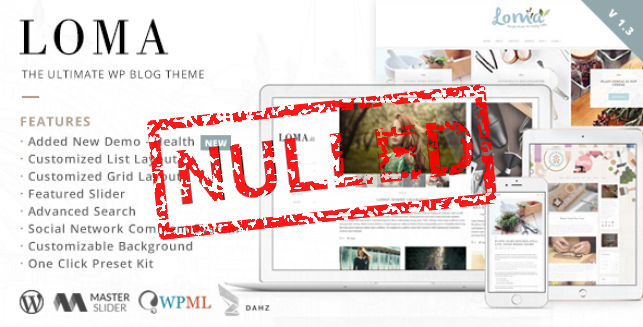 LOMA
THE ULTIMATE WP BLOG THEME
FEATURES
· Added New Demo - Health NEW
· Customized List Layout
· Customized Grid Layout
· Featured Slider
· Advanced Search
· Social Network
· Customizable Background
· One Click Preset Kit
MASTER
SLIDER
WPML
DAHZ
NULLED
Loma
V 1.3
LOMA